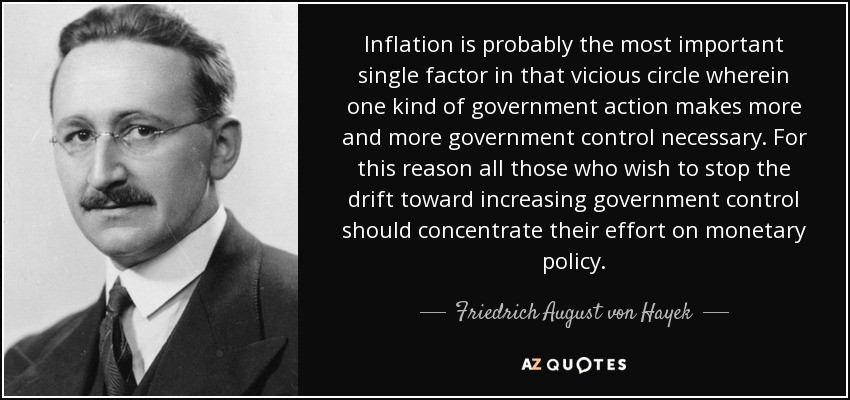 Inflation is probably the most important
single factor in that vicious circle wherein
one kind of government action makes more
and more government control necessary. For
this reason all those who wish to stop the
drift toward increasing government control
should concentrate their effort on monetary
policy.
Friedrich August von Hayek
AZ QUOTES